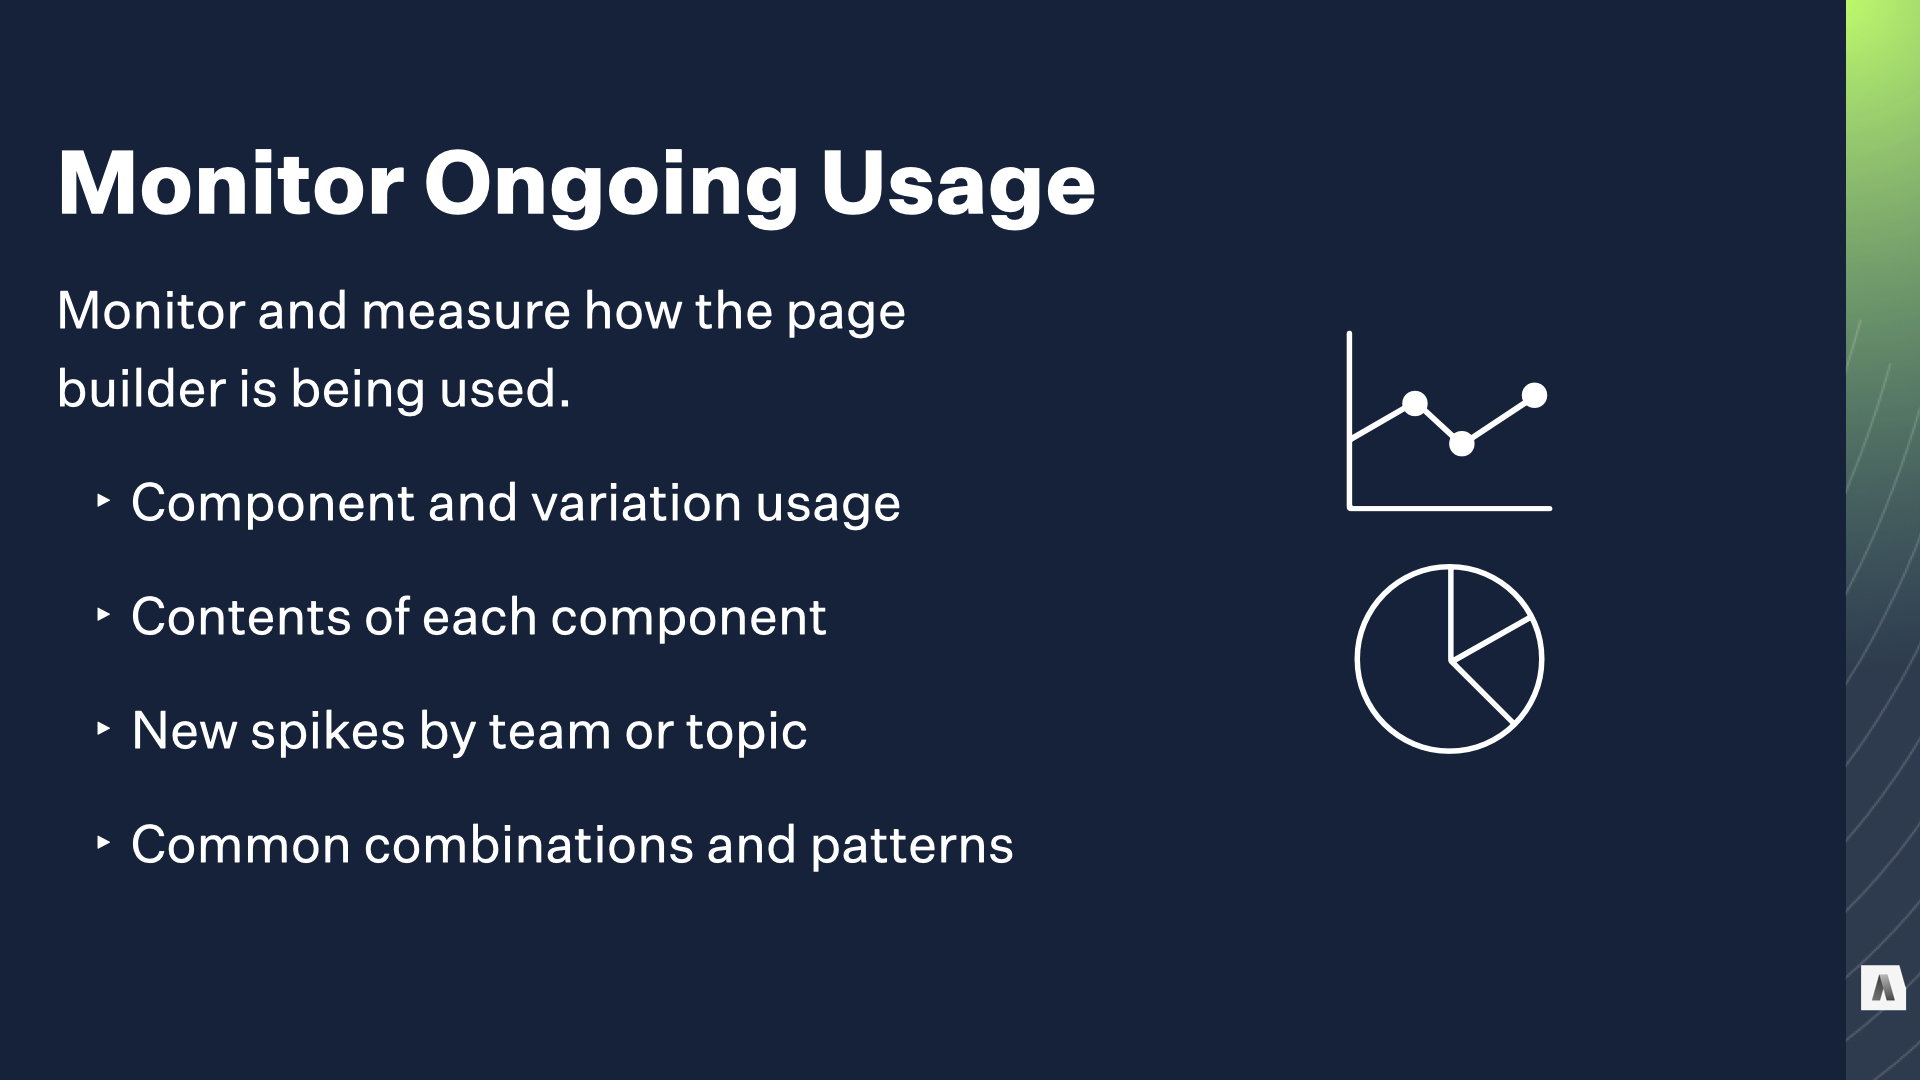 Monitor Ongoing Usage
Monitor and measure how the page
builder is being used.
‣ Component and variation usage
‣ Contents of each component
‣ New spikes by team or topic
‣ Common combinations and patterns